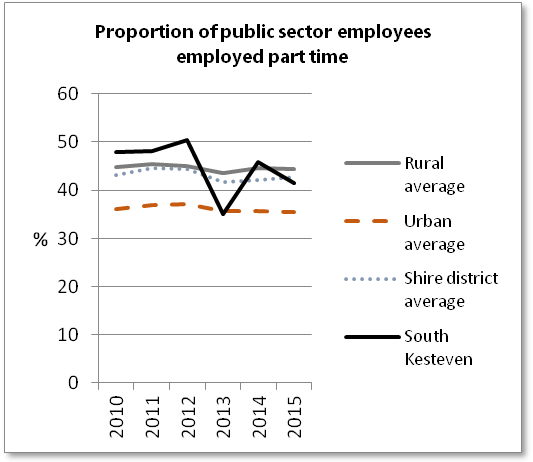 Proportion of public sector employees
employed part time
60
50
40
30
20
10
0
%
2010
2011
2012
2013
2014
2015
Rural
average
Urban
average
Shire district
average
South
Kesteven